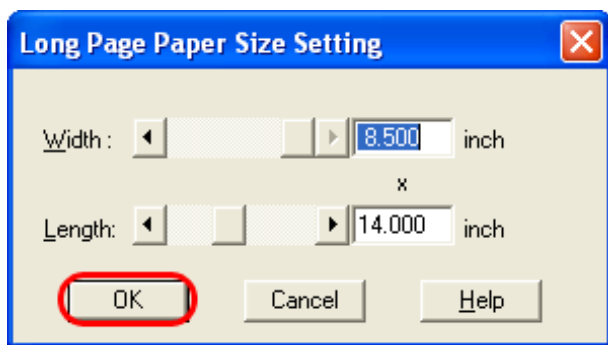 Long Page Paper Size Setting
Width : 8.500 inch
x
Length: 14.000 inch
OK Cancel Help